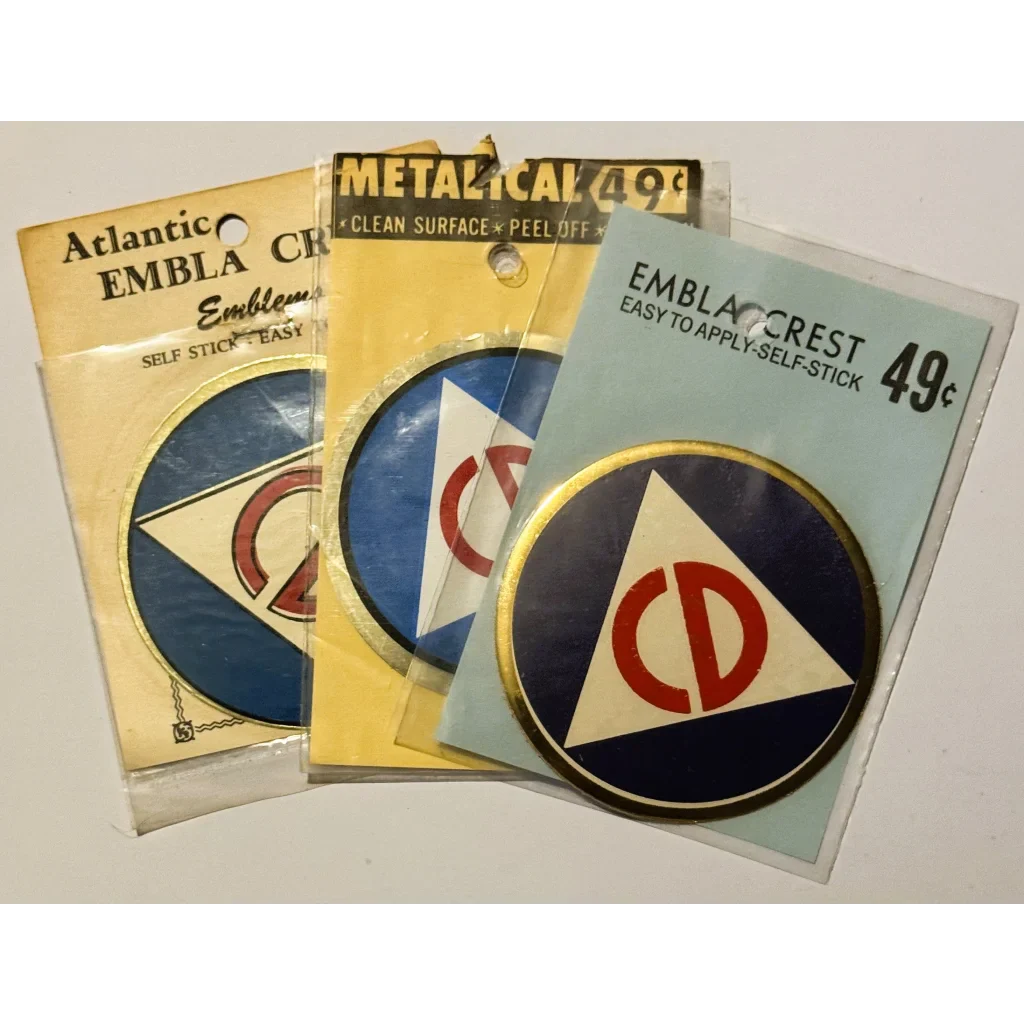 Atlantic
EMBLA CR
Emblems
SELF STICK - EASY
METALICAL 49¢
*CLEAN SURFACE* PEEL OFF*
EMBLA CREST
EASY TO APPLY-SELF-STICK
49¢
CD
CD
CD